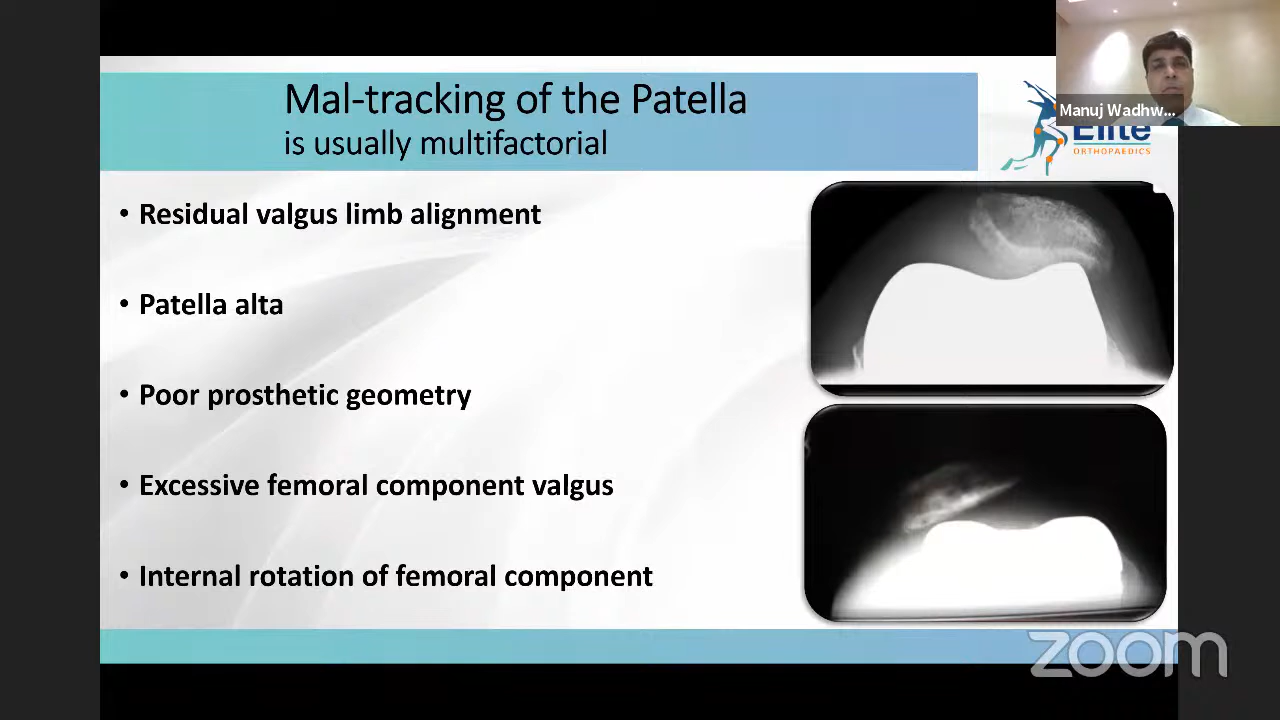 Mal-tracking of the Patella
is usually multifactorial
Manuj Wadhw...
Elite
ORTHOPAEDICS
• Residual valgus limb alignment
• Patella alta
• Poor prosthetic geometry
• Excessive femoral component valgus
• Internal rotation of femoral component
zoom